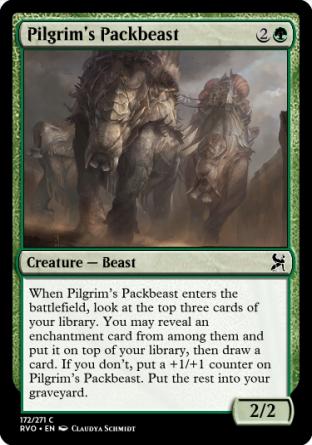 Pilgrim's Packbeast 2
Creature — Beast
When Pilgrim's Packbeast enters the
battlefield, look at the top three cards of
your library. You may reveal an
enchantment card from among them and
put it on top of your library, then draw a
card. If you don't, put a +1/+1 counter on
Pilgrim's Packbeast. Put the rest into your
graveyard.
2/2
172/271 C
RVO • EN Claudya Schmidt